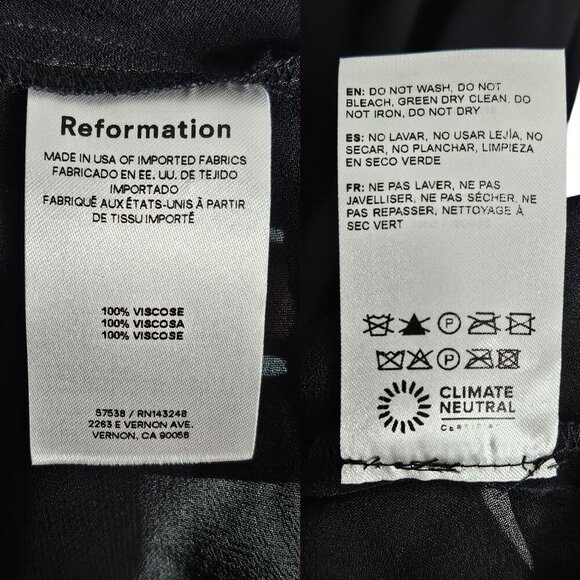 Reformation
MADE IN USA OF IMPORTED FABRICS
FABRICADO EN EE. UU. DE TEJIDO
IMPORTADO
FABRIQUÉ AUX ÉTATS-UNIS À PARTIR
DE TISSU IMPORTÉ
100% VISCOSE
100% VISCOSA
100% VISCOSE
57538 / RN143248
2263 E VERNON AVE.
VERNON, CA 90058
EN: DO NOT WASH, DO NOT
BLEACH, GREEN DRY CLEAN, DO
NOT IRON, DO NOT DRY
ES: NO LAVAR, NO USAR LEJÍA, NO
SECAR, NO PLANCHAR, LIMPIEZA
EN SECO VERDE
FR: NE PAS LAVER, NE PAS
JAVELLISER, NE PAS SÉCHER, NE
PAS REPASSER, NETTOYAGE À
SEC VERT
P
P
CLIMATE
NEUTRAL